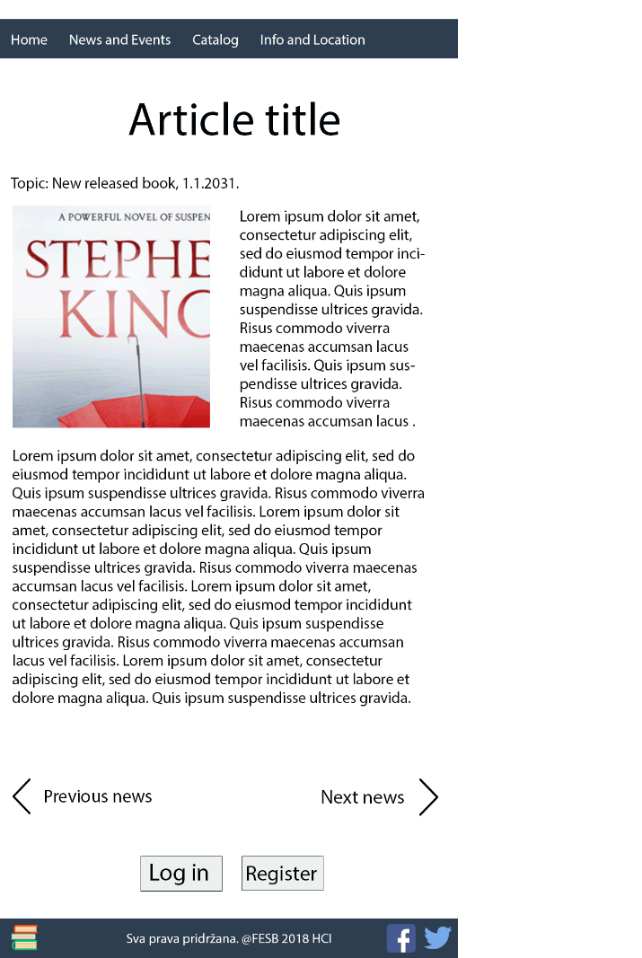 Home News and Events Catalog Info and Location
Article title
Topic: New released book, 1.1.2031.
A POWERFUL NOVEL OF SUSPEN
STEPHE
KING
Lorem ipsum dolor sit amet,
consectetur adipiscing elit,
sed do eiusmod tempor inci-
didunt ut labore et dolore
magna aliqua. Quis ipsum
suspendisse ultrices gravida.
Risus commodo viverra
maecenas accumsan lacus
vel facilisis. Quis ipsum sus-
pendisse ultrices gravida.
Risus commodo viverra
maecenas accumsan lacus .
Lorem ipsum dolor sit amet, consectetur adipiscing elit, sed do
eiusmod tempor incididunt ut labore et dolore magna aliqua.
Quis ipsum suspendisse ultrices gravida. Risus commodo viverra
maecenas accumsan lacus vel facilisis. Lorem ipsum dolor sit
amet, consectetur adipiscing elit, sed do eiusmod tempor
incididunt ut labore et dolore magna aliqua. Quis ipsum
suspendisse ultrices gravida. Risus commodo viverra maecenas
accumsan lacus vel facilisis. Lorem ipsum dolor sit amet,
consectetur adipiscing elit, sed do eiusmod tempor incididunt
ut labore et dolore magna aliqua. Quis ipsum suspendisse
ultrices gravida. Risus commodo viverra maecenas accumsan
lacus vel facilisis. Lorem ipsum dolor sit amet, consectetur
adipiscing elit, sed do eiusmod tempor incididunt ut labore et
dolore magna aliqua. Quis ipsum suspendisse ultrices gravida.
Previous news Next news
Log in Register
Sva prava pridržana. @FESB 2018 HCI